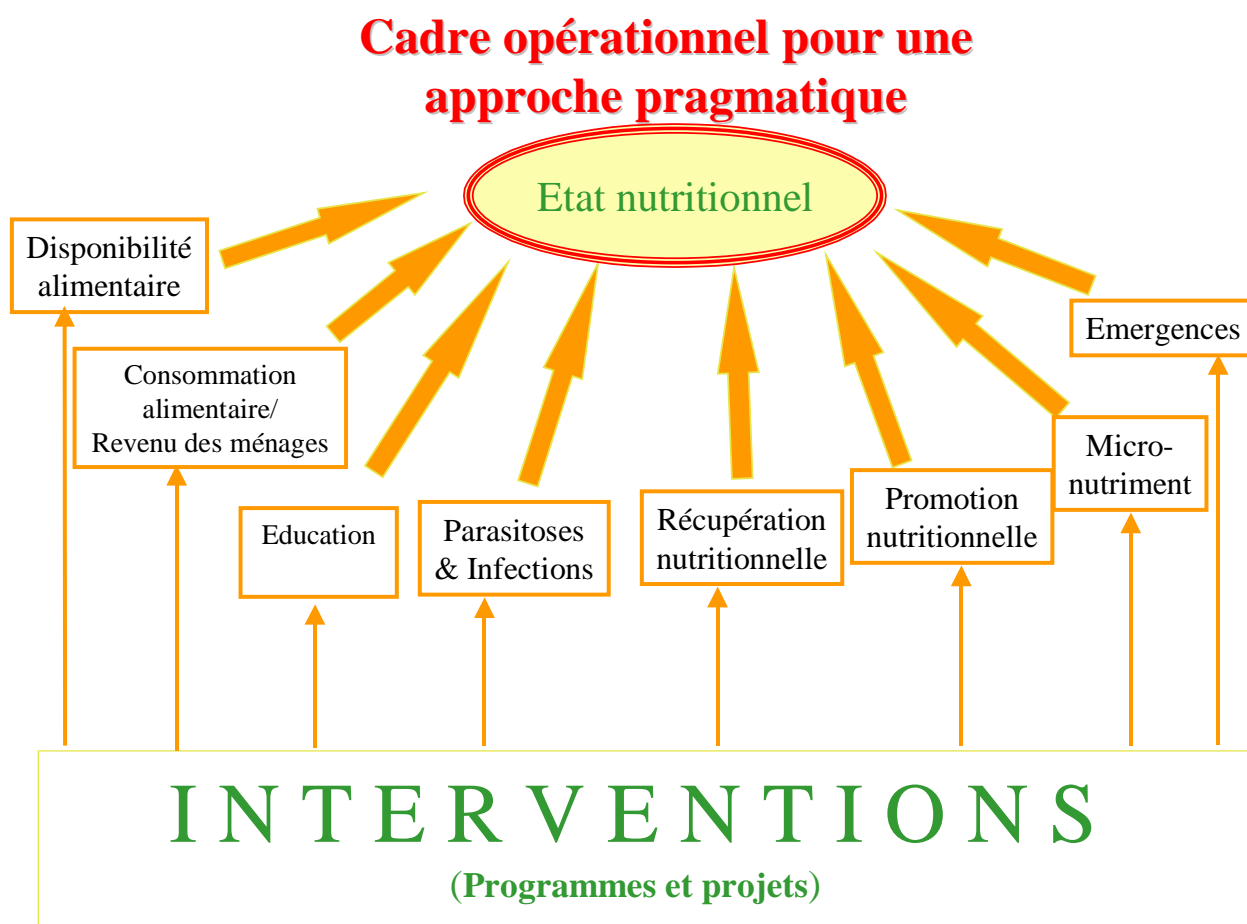 Cadre opérationnel pour une
approche pragmatique
Etat nutritionnel
Disponibilité
alimentaire
Consommation
alimentaire/
Revenu des ménages
Education
Parasitoses
& Infections
Récupération
nutritionnelle
Promotion
nutritionnelle
Micro-
nutriment
Emergences
I N T E R V E N T I O N S
(Programmes et projets)